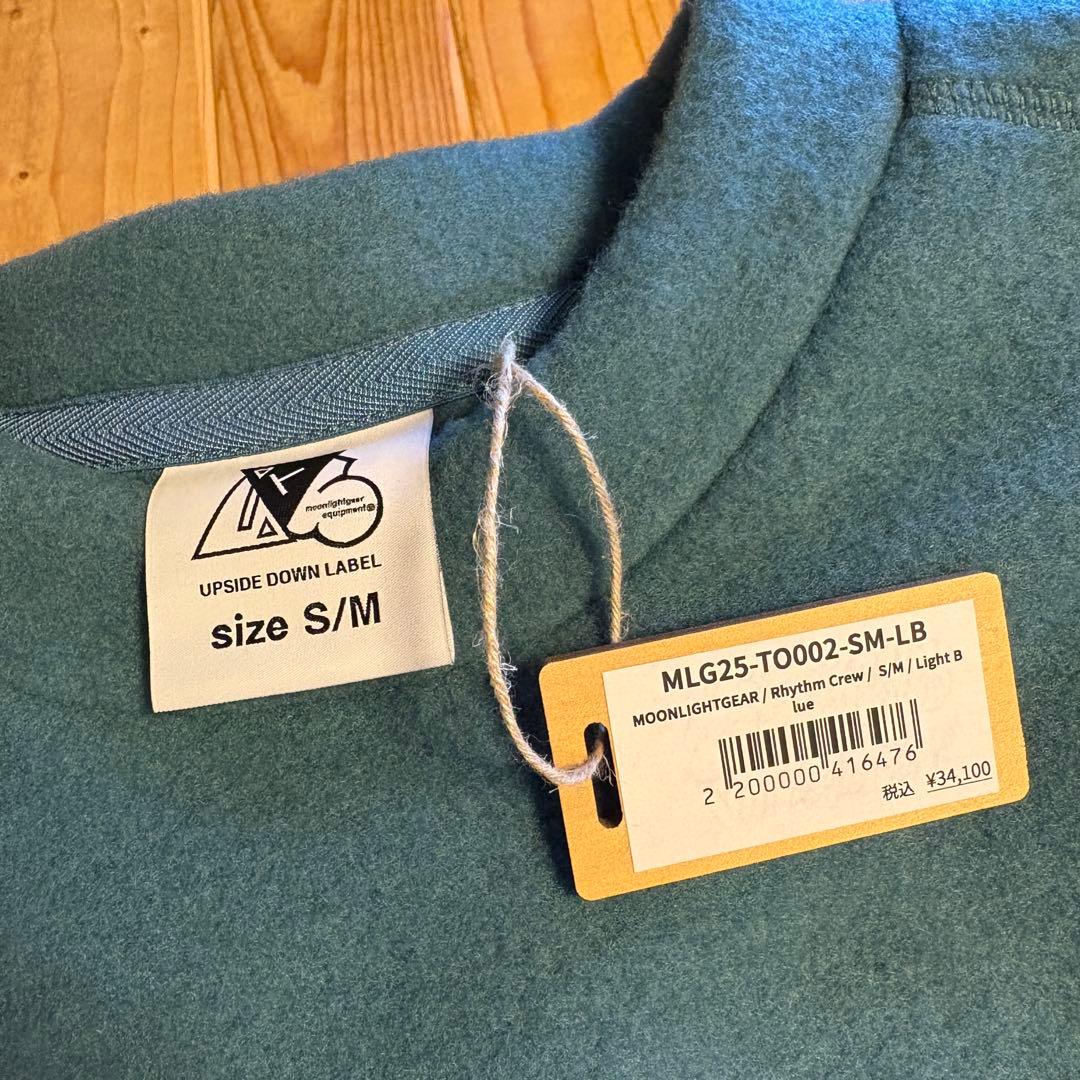 moonlightgear
equipment
UPSIDE DOWN LABEL
size S/M
MLG25-TO002-SM-LB
MOONLIGHTGEAR / Rhythm Crew / S/M / Light B
lue
2 200000 416476
税込 ¥34,100